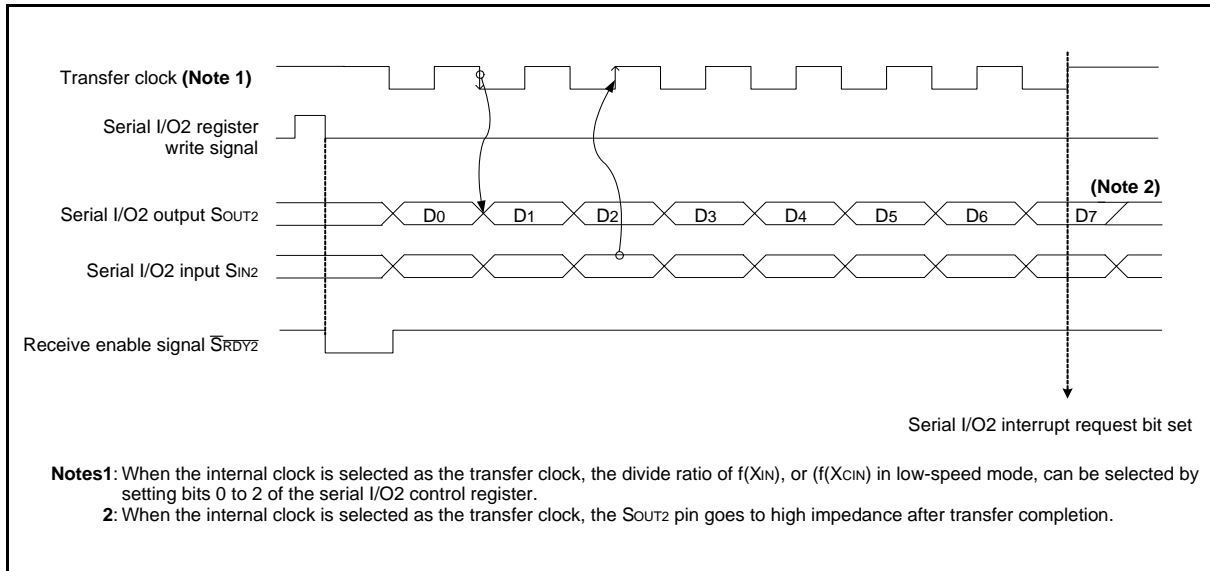 Transfer clock (Note 1)
Serial I/O2 register
write signal
(Note 2)
Serial I/O2 output SOUT2
D0 D1 D2 D3 D4 D5 D6 D7
Serial I/O2 input SIN2
Receive enable signal S̅R̅D̅Y̅2̅
Serial I/O2 interrupt request bit set
Notes1: When the internal clock is selected as the transfer clock, the divide ratio of f(XIN), or (f(XCIN) in low-speed mode, can be selected by
setting bits 0 to 2 of the serial I/O2 control register.
2: When the internal clock is selected as the transfer clock, the SOUT2 pin goes to high impedance after transfer completion.